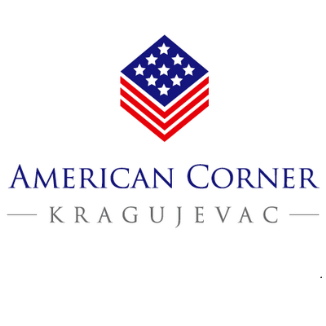 AMERICAN CORNER
— KRAGUJEVAC —